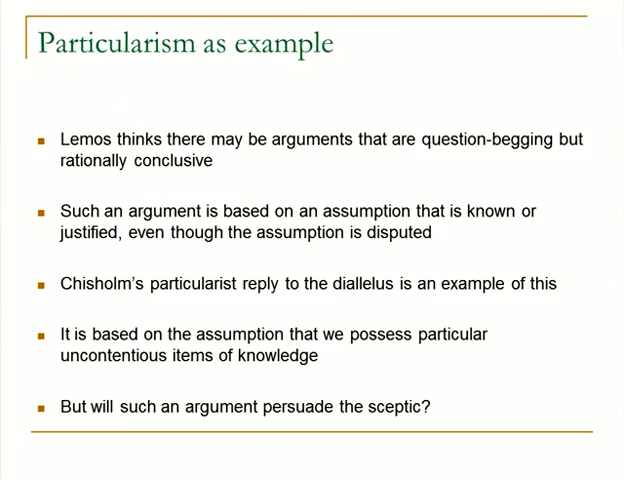 Particularism as example
Lemos thinks there may be arguments that are question-begging but
rationally conclusive
Such an argument is based on an assumption that is known or
justified, even though the assumption is disputed
Chisholm's particularist reply to the diallelus is an example of this
It is based on the assumption that we possess particular
uncontentious items of knowledge
But will such an argument persuade the sceptic?